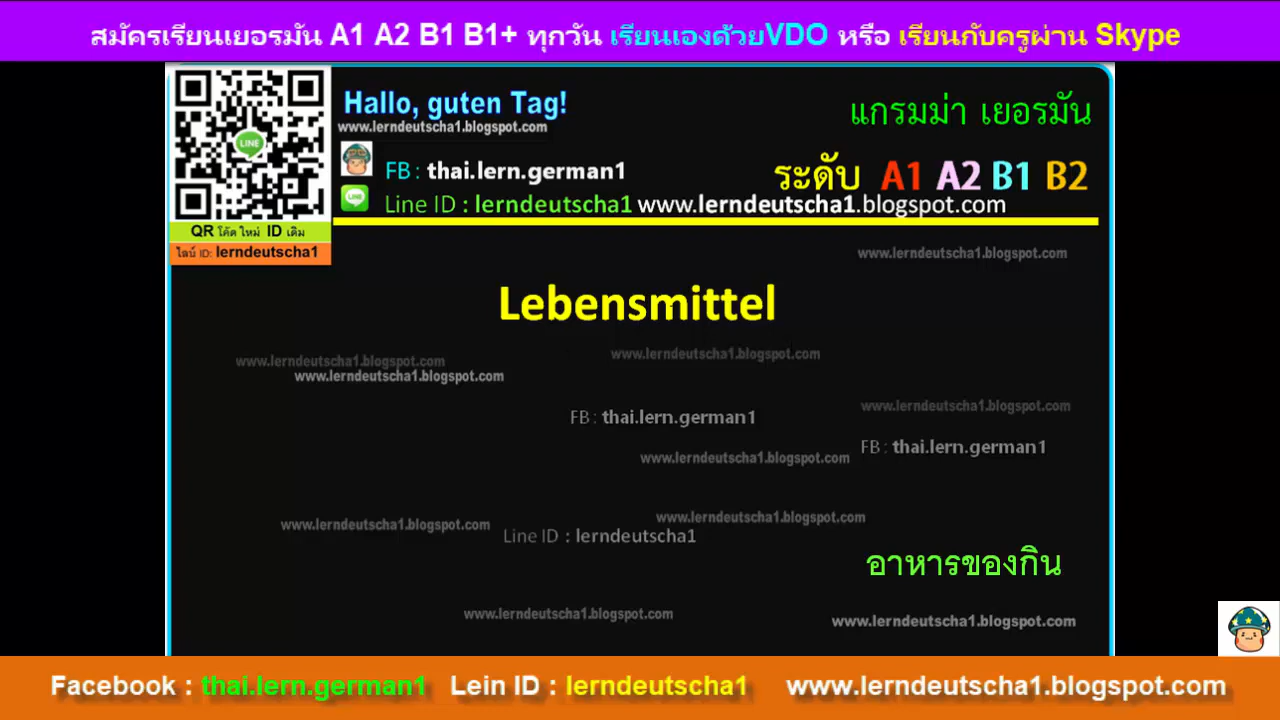 สมัครเรียนเยอรมัน A1 A2 B1 B1+ ทุกวัน เรียนเองด้วยVDO หรือ เรียนกับครูผ่าน Skype
Hallo, guten Tag!
www.lerndeutscha1.blogspot.com
แกรมม่า เยอรมัน
LINE
FB : thai.lern.german1
ระดับ A1 A2 B1 B2
Line ID : lerndeutscha1 www.lerndeutscha1.blogspot.com
QR โค๊ด ใหม่ ID เดิม
ไลน์ ID: lerndeutscha1
www.lerndeutscha1.blogspot.com
Lebensmittel
www.lerndeutscha1.blogspot.com
www.lerndeutscha1.blogspot.com
www.lerndeutscha1.blogspot.com
www.lerndeutscha1.blogspot.com
FB : thai.lern.german1
FB : thai.lern.german1
www.lerndeutscha1.blogspot.com
www.lerndeutscha1.blogspot.com
www.lerndeutscha1.blogspot.com
Line ID : lerndeutscha1
อาหารของกิน
www.lerndeutscha1.blogspot.com
www.lerndeutscha1.blogspot.com
Facebook : thai.lern.german1 Lein ID : lerndeutscha1 www.lerndeutscha1.blogspot.com